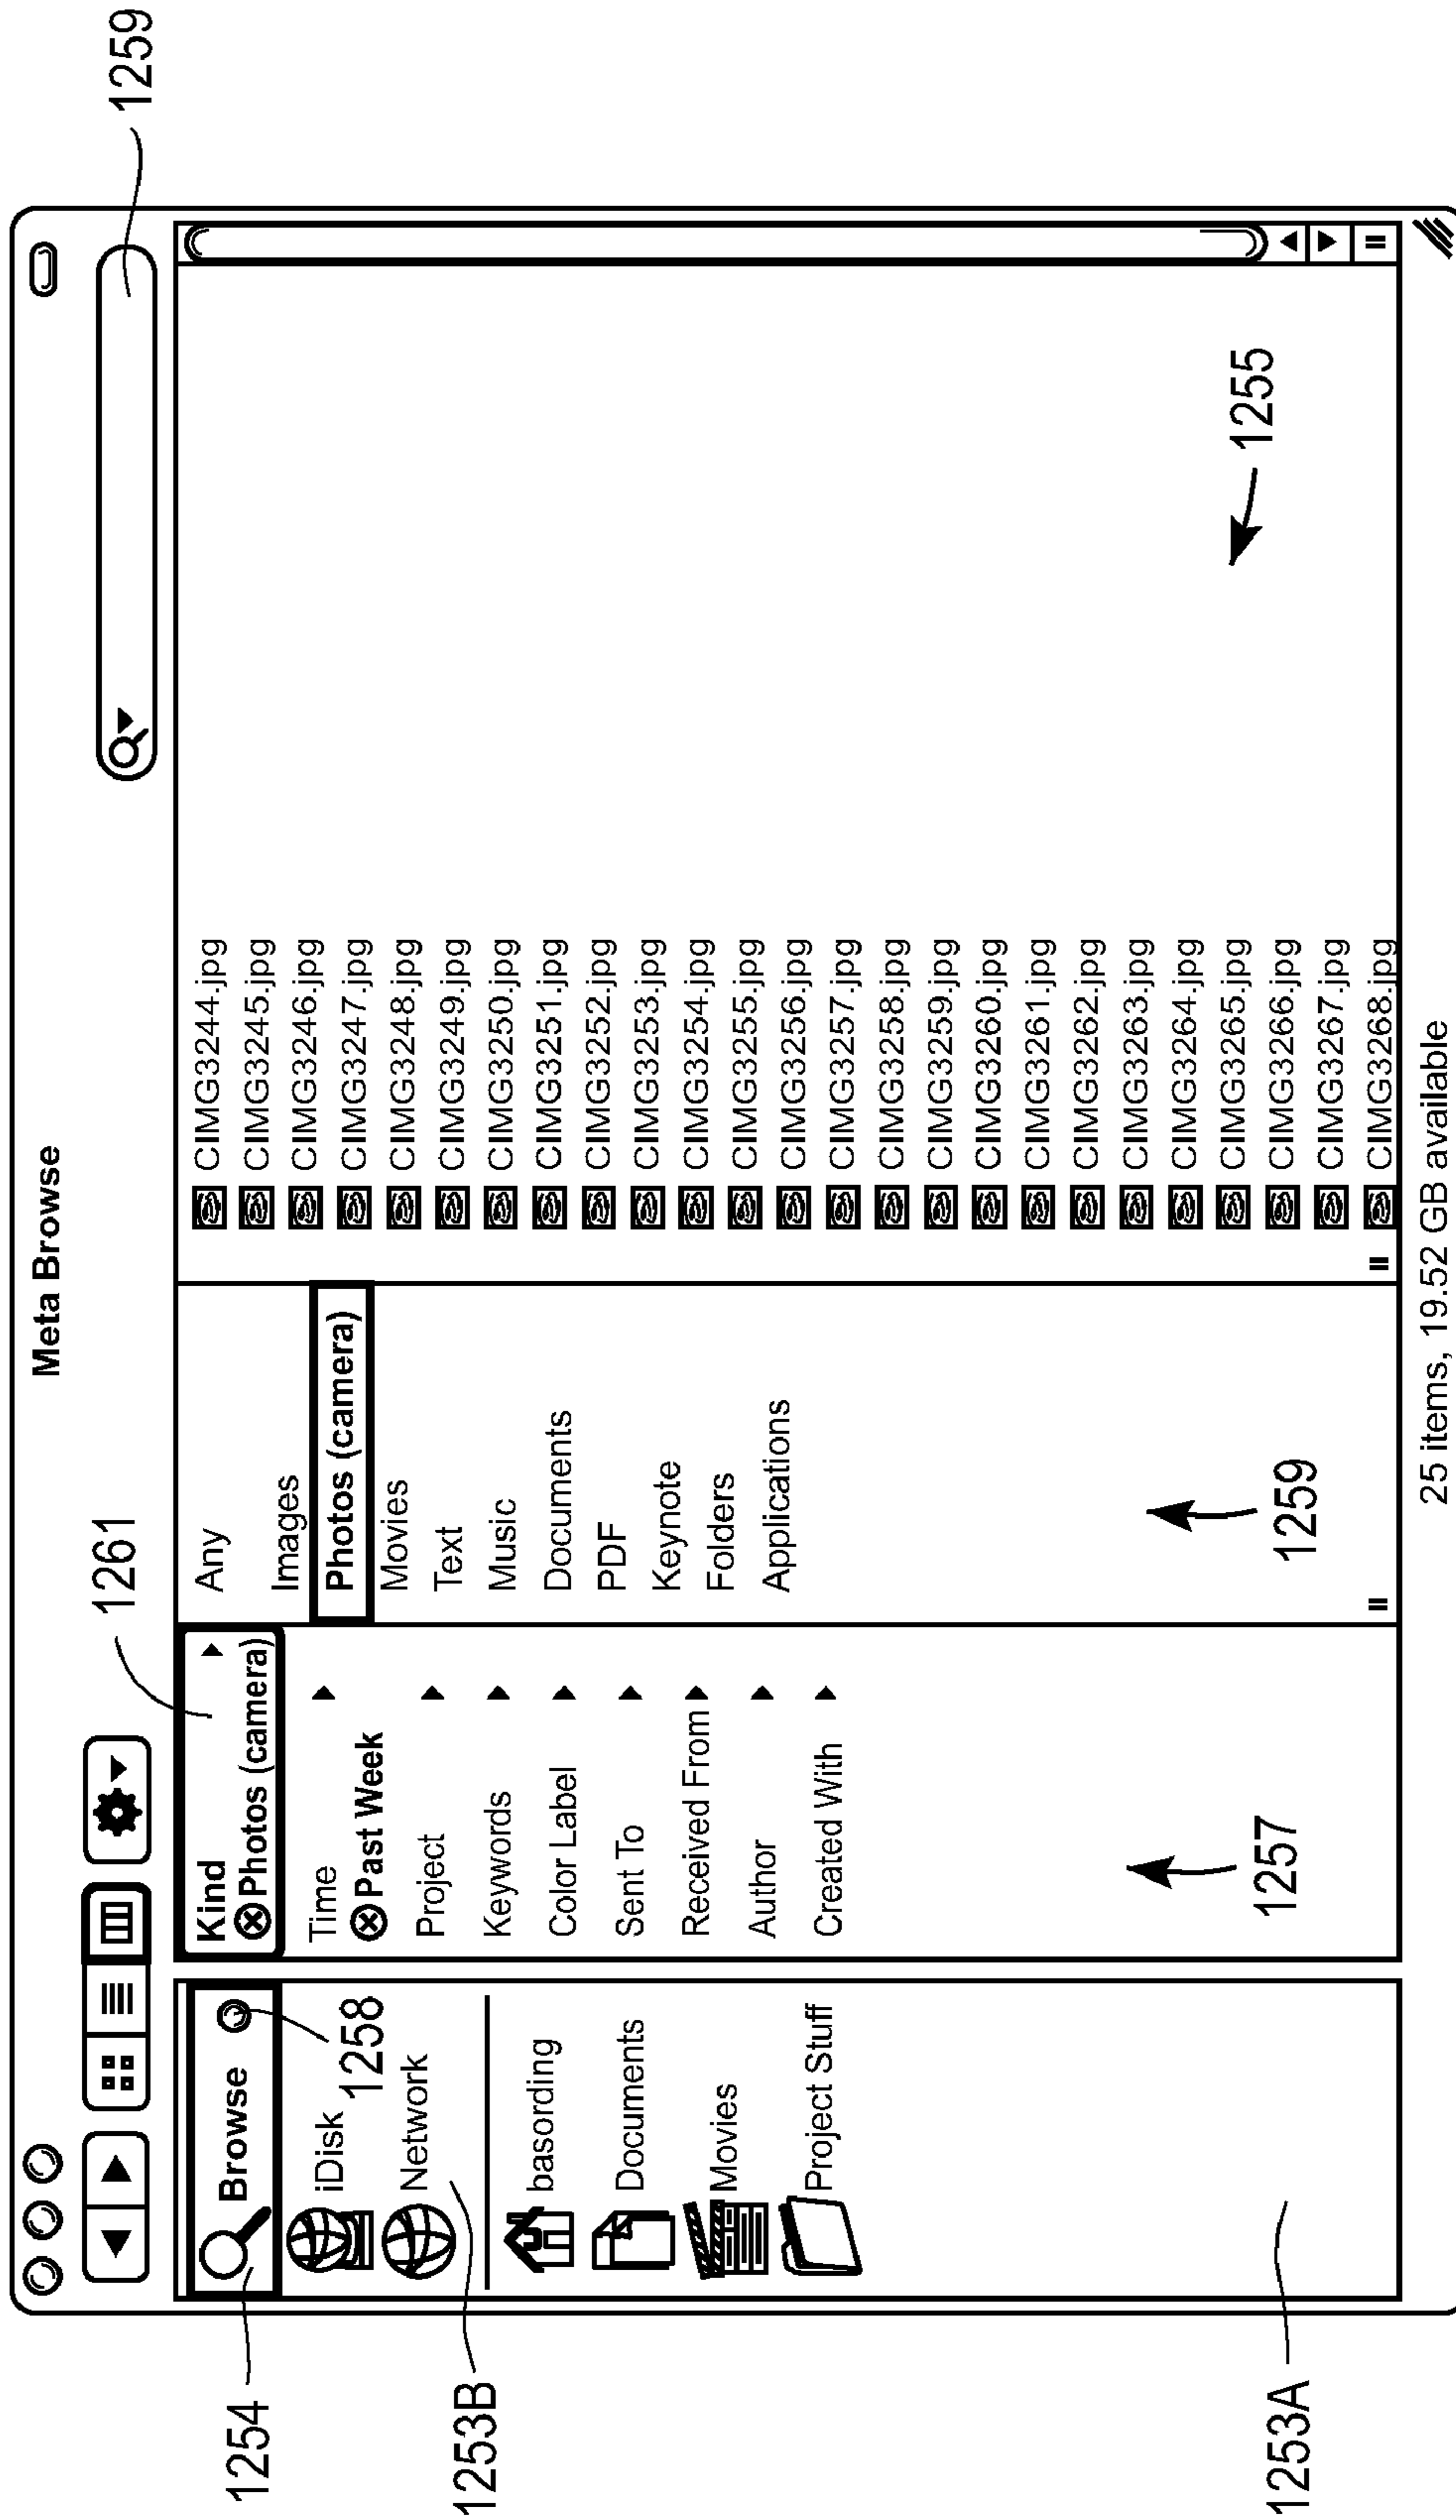 1259
Meta Browse
1261
1254
Browse
1258
iDisk
Network
1253B
basording
Documents
Movies
Project Stuff
1253A
Kind
Photos (camera)
Time
Past Week
Project
Keywords
Color Label
Sent To
Received From
Author
Created With
1257
Any
Images
Photos (camera)
Movies
Text
Music
Documents
PDF
Keynote
Folders
Applications
1259
CIMG3244.jpg
CIMG3245.jpg
CIMG3246.jpg
CIMG3247.jpg
CIMG3248.jpg
CIMG3249.jpg
CIMG3250.jpg
CIMG3251.jpg
CIMG3252.jpg
CIMG3253.jpg
CIMG3254.jpg
CIMG3255.jpg
CIMG3256.jpg
CIMG3257.jpg
CIMG3258.jpg
CIMG3259.jpg
CIMG3260.jpg
CIMG3261.jpg
CIMG3262.jpg
CIMG3263.jpg
CIMG3264.jpg
CIMG3265.jpg
CIMG3266.jpg
CIMG3267.jpg
CIMG3268.jpg
1255
25 items, 19.52 GB available